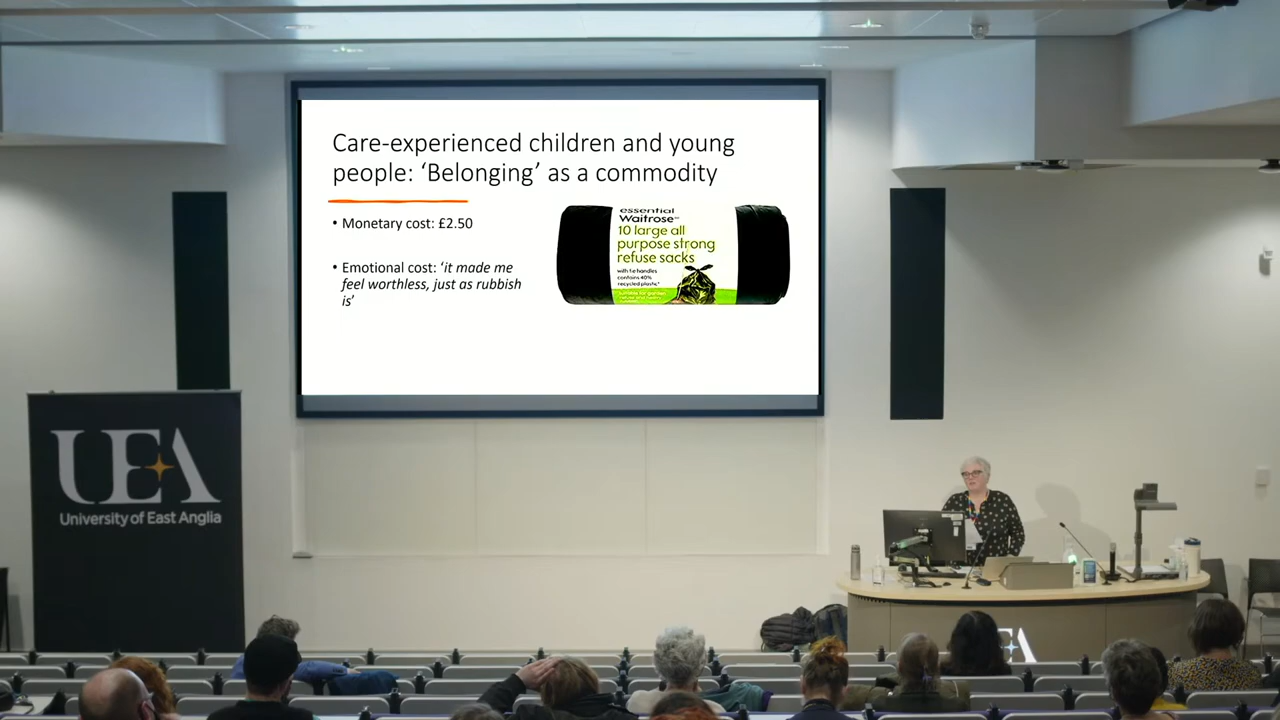 Care-experienced children and young
people: ‘Belonging’ as a commodity
• Monetary cost: £2.50
• Emotional cost: ‘it made me
feel worthless, just as rubbish
is’
essential
Waitrose
10 large all
purpose strong
refuse sacks
with tie handles
contains 40%
recycled plastic*
UEA
University of East Anglia